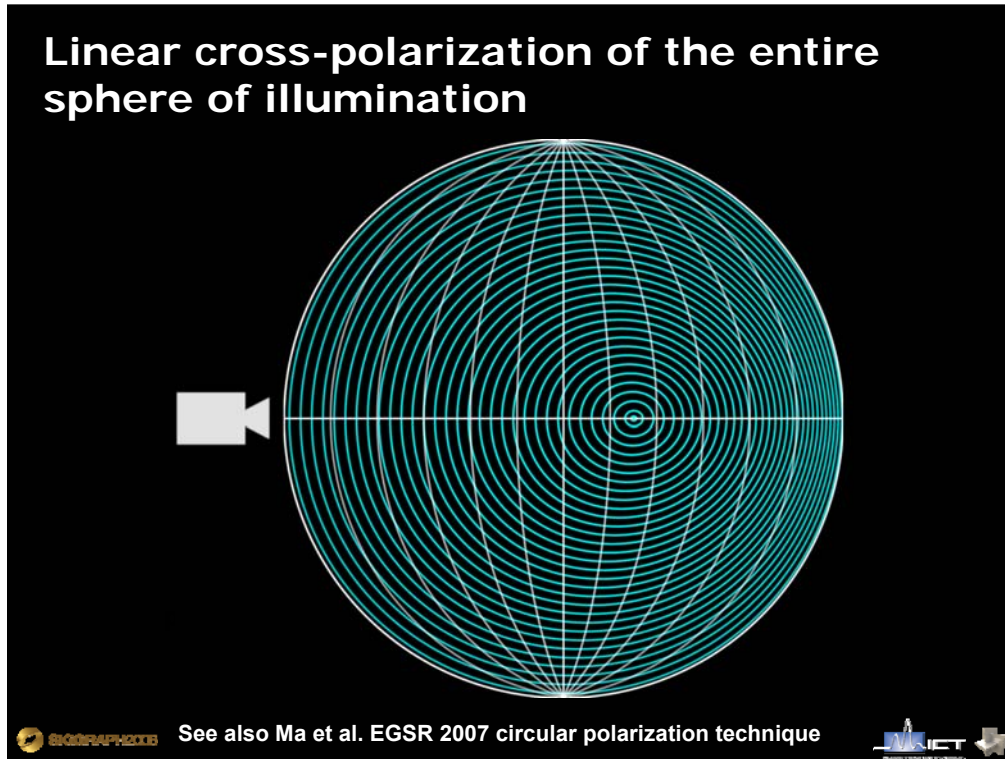 Linear cross-polarization of the entire
sphere of illumination
See also Ma et al. EGSR 2007 circular polarization technique
ICT